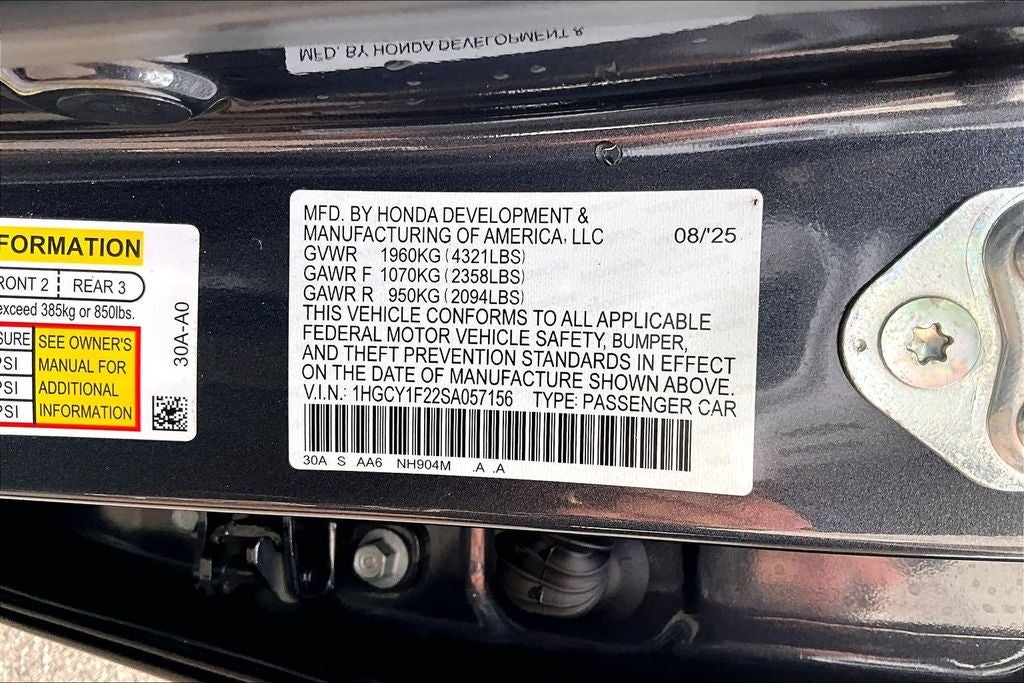 MFD. BY HONDA DEVELOPMENT &
FORMATION
RONT 2 REAR 3
exceed 385kg or 850lbs.
SURE
PSI
PSI
PSI
SEE OWNER'S
MANUAL FOR
ADDITIONAL
INFORMATION
30A-A0
MFD. BY HONDA DEVELOPMENT &
MANUFACTURING OF AMERICA, LLC 08/'25
GVWR 1960KG (4321LBS)
GAWR F 1070KG (2358LBS)
GAWR R 950KG (2094LBS)
THIS VEHICLE CONFORMS TO ALL APPLICABLE
FEDERAL MOTOR VEHICLE SAFETY, BUMPER,
AND THEFT PREVENTION STANDARDS IN EFFECT
ON THE DATE OF MANUFACTURE SHOWN ABOVE.
V.I.N.: 1HGCY1F22SA057156 TYPE: PASSENGER CAR
30A S AA6 NH904M .A .A